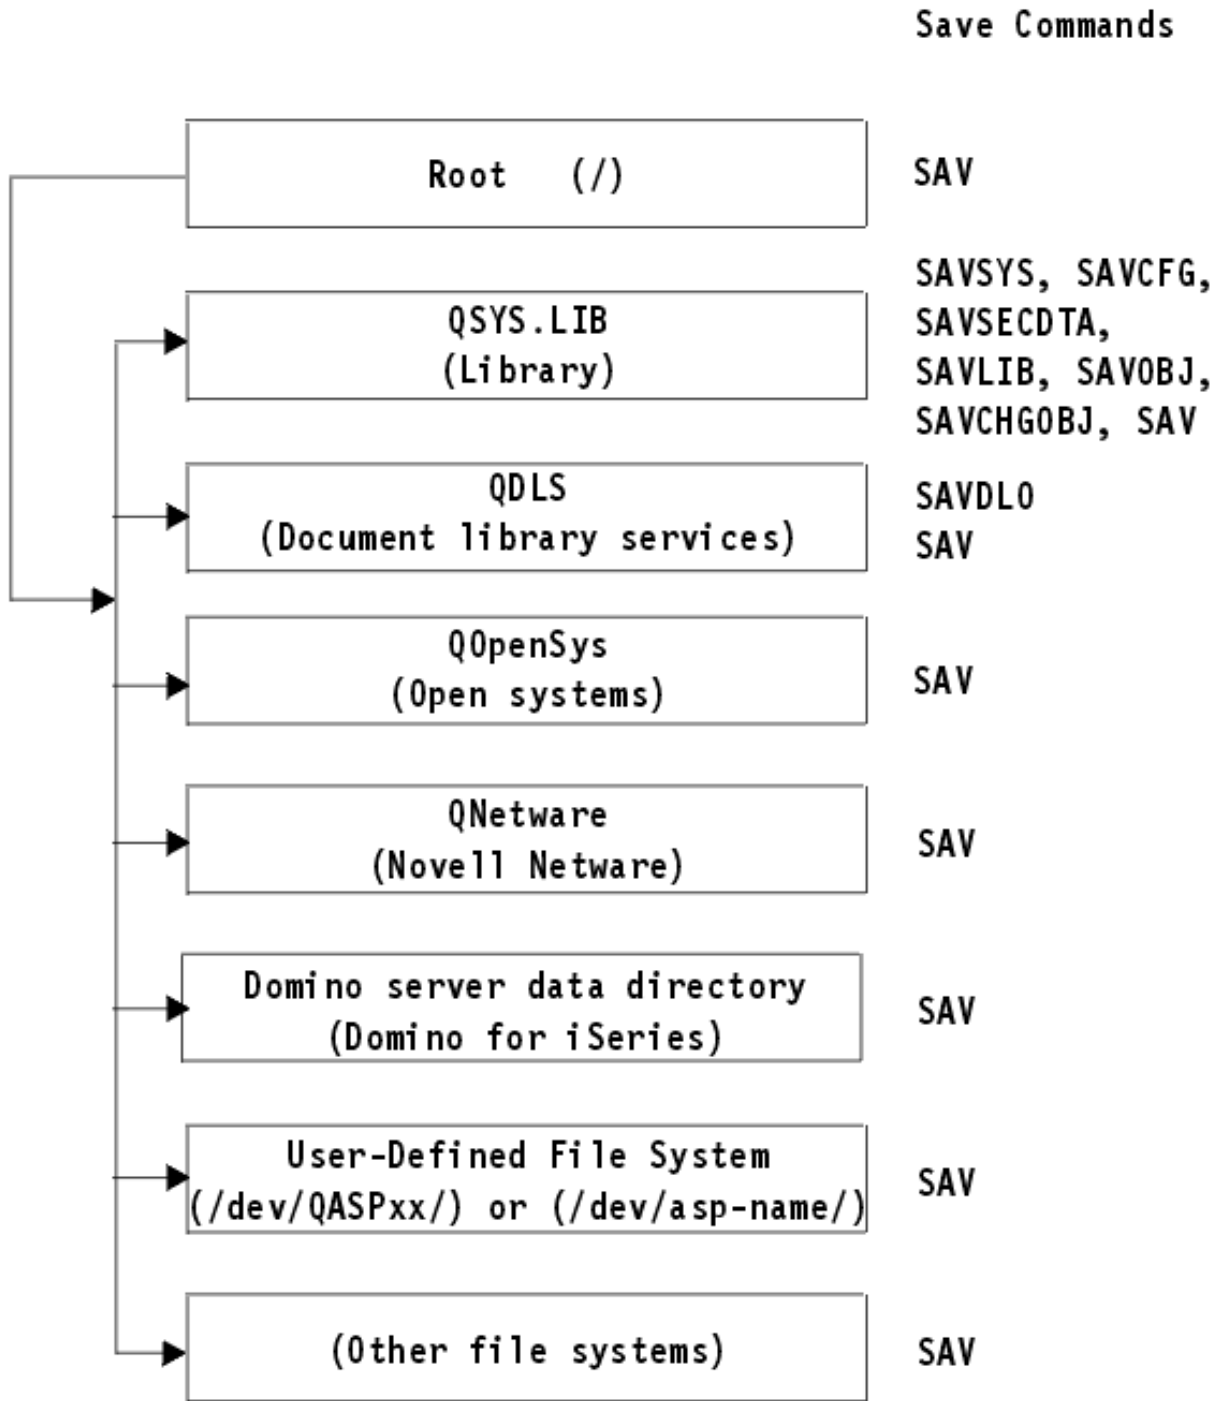 Save Commands
Root (/)
SAV
QSYS.LIB
(Library)
SAVSYS, SAVCFG,
SAVSECDTA,
SAVLIB, SAVOBJ,
SAVCHGOBJ, SAV
QDLS
(Document library services)
SAVDLO
SAV
QOpenSys
(Open systems)
SAV
QNetware
(Novell Netware)
SAV
Domino server data directory
(Domino for iSeries)
SAV
User-Defined File System
(/dev/QASPxx/) or (/dev/asp-name/)
SAV
(Other file systems)
SAV